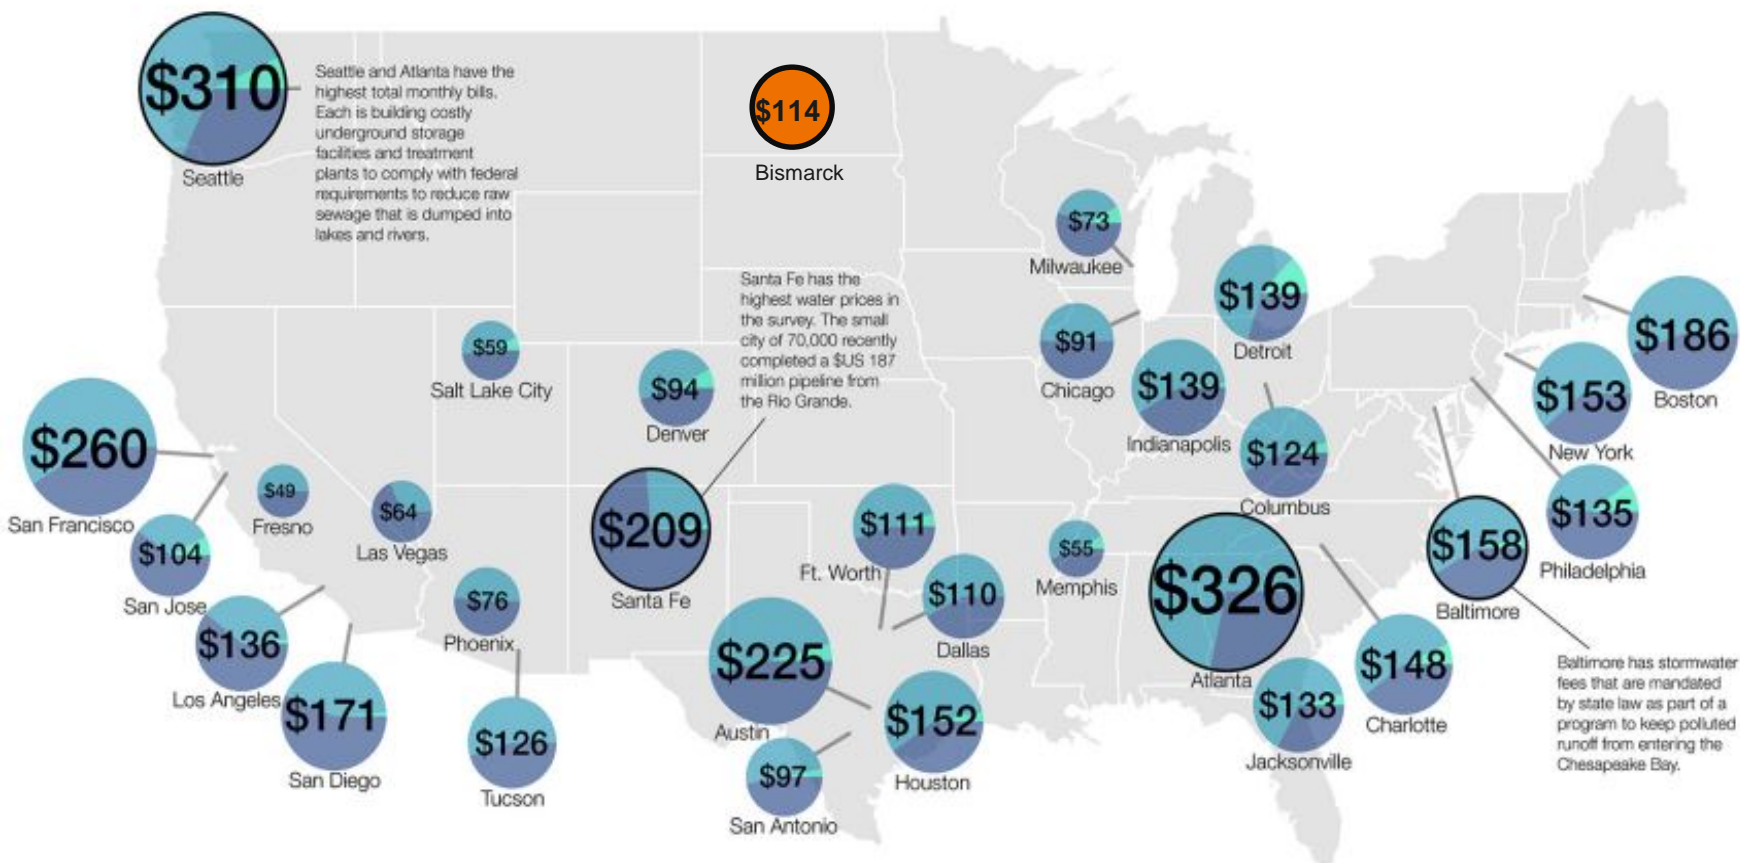 $310
Seattle
Seattle and Atlanta have the
highest total monthly bills.
Each is building costly
underground storage
facilities and treatment
plants to comply with federal
requirements to reduce raw
sewage that is dumped into
lakes and rivers.
$114
Bismarck
$73
Milwaukee
$139
Detroit
$91
Chicago
$139
Indianapolis
$124
Columbus
$186
Boston
$153
New York
$135
Philadelphia
$158
Baltimore
Baltimore has stormwater
fees that are mandated
by state law as part of a
program to keep polluted
runoff from entering the
Chesapeake Bay.
Santa Fe has the
highest water prices in
the survey. The small
city of 70,000 recently
completed a $US 187
million pipeline from
the Rio Grande.
$59
Salt Lake City
$94
Denver
$260
San Francisco
$49
Fresno
$64
Las Vegas
$104
San Jose
$209
Santa Fe
$111
Ft. Worth
$55
Memphis
$110
Dallas
$76
Phoenix
$136
Los Angeles
$171
San Diego
$126
Tucson
$225
Austin
$152
Houston
$97
San Antonio
$326
Atlanta
$148
Charlotte
$133
Jacksonville